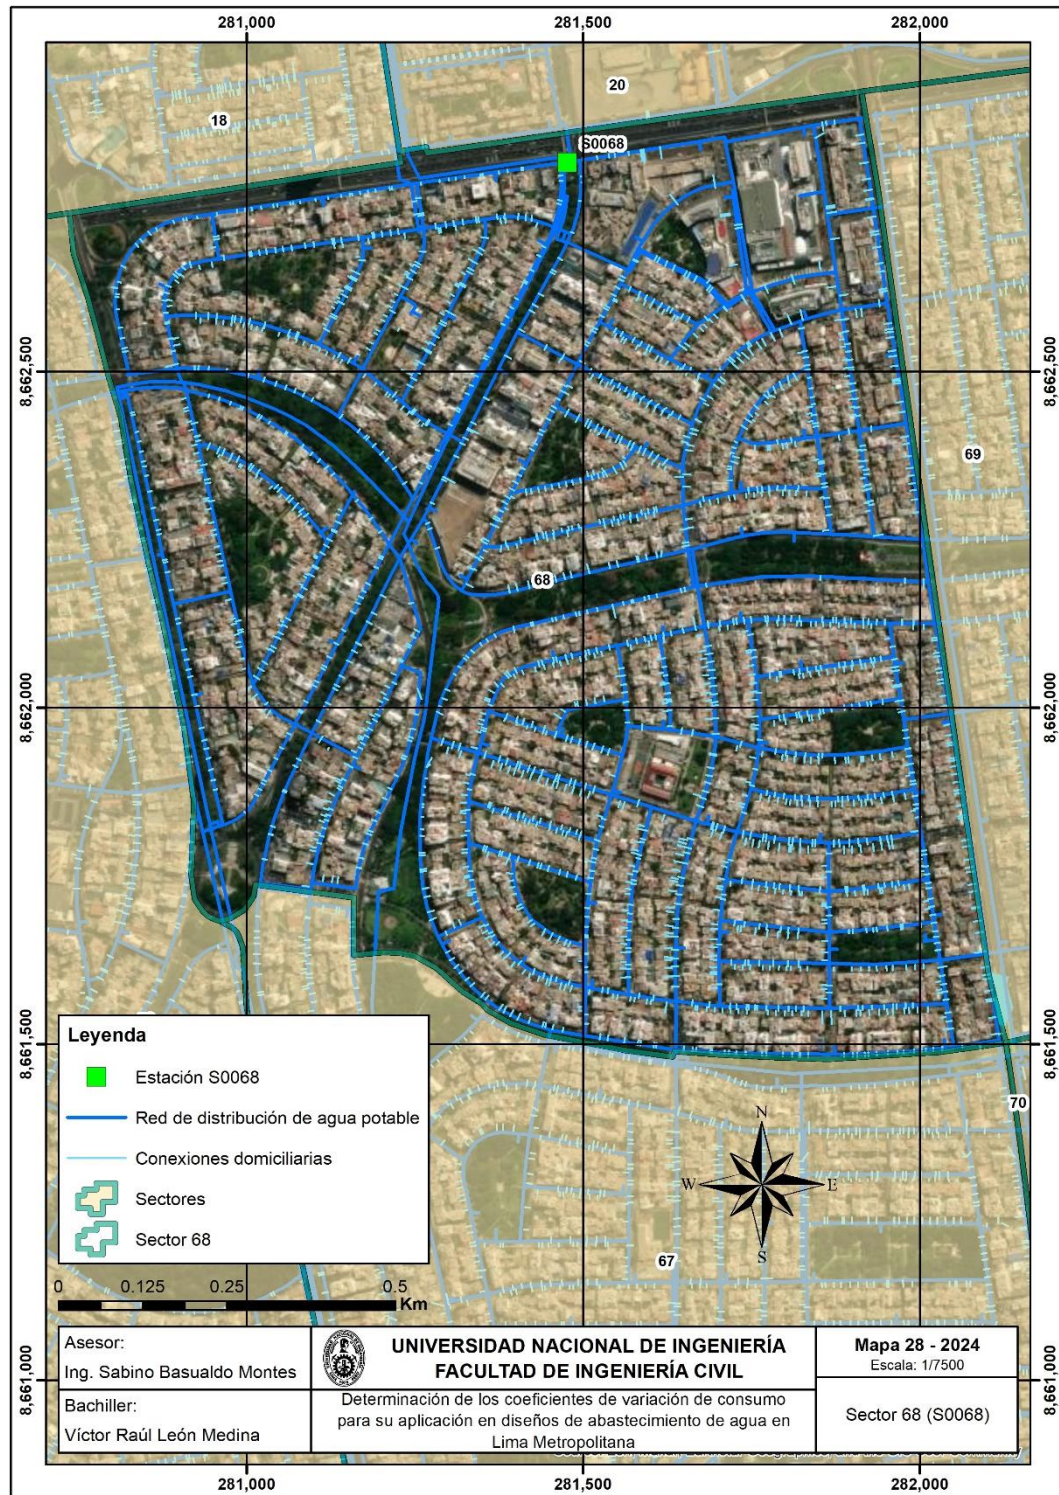 281,000
281,500
282,000
20
18
S0068
8,662,500
8,662,500
69
68
8,662,000
8,662,000
8,661,500
8,661,500
Leyenda
Estación S0068
Red de distribución de agua potable
Conexiones domiciliarias
Sectores
Sector 68
70
N
W
E
S
67
0
0.125
0.25
0.5
Km
Asesor:
Ing. Sabino Basualdo Montes
Bachiller:
Víctor Raúl León Medina
UNIVERSIDAD NACIONAL DE INGENIERÍA
FACULTAD DE INGENIERÍA CIVIL
Determinación de los coeficientes de variación de consumo
para su aplicación en diseños de abastecimiento de agua en
Lima Metropolitana
Mapa 28 - 2024
Escala: 1/7500
Sector 68 (S0068)
8,661,000
8,661,000
281,000
281,500
282,000